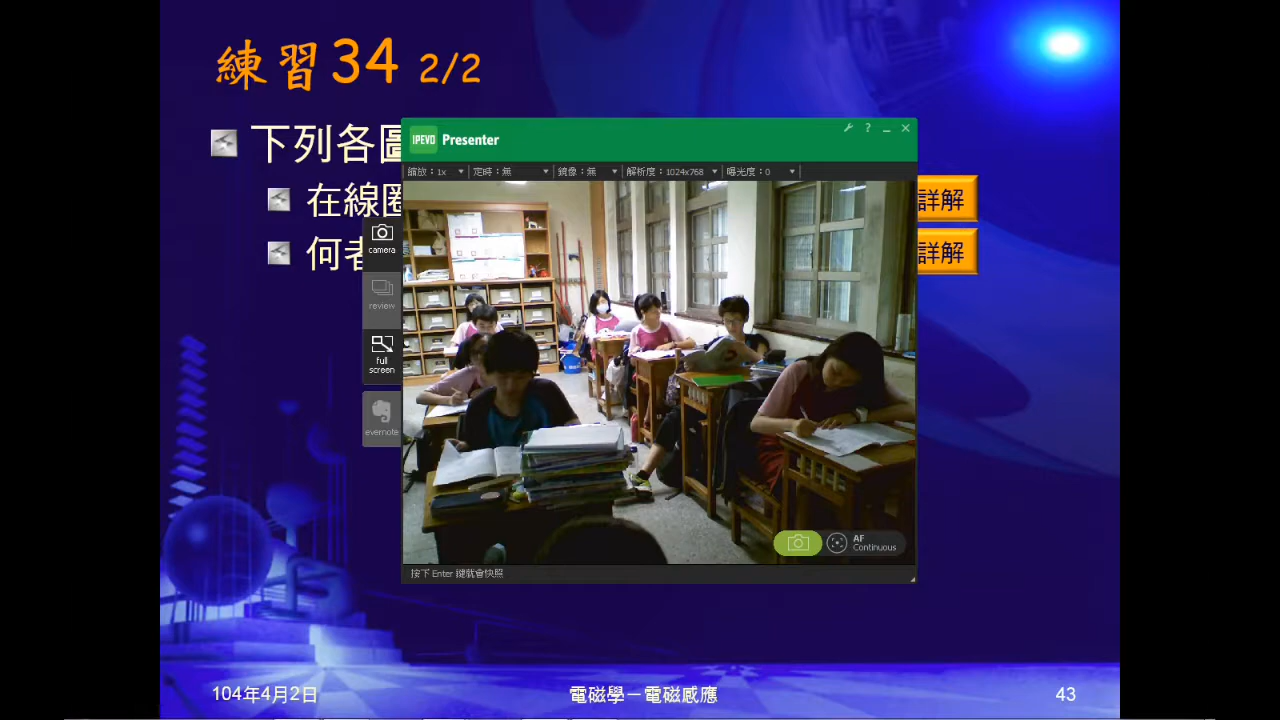 練習34 2/2
下列各圖
在線圈
詳解
何者
詳解
IPEVO Presenter
縮放：1x 定時：無 鏡像：無 解析度：1024x768 曝光度：0
camera
review
full
screen
evernote
AF
Continuous
按下 Enter 鍵就會快照
104年4月2日 電磁學－電磁感應 43